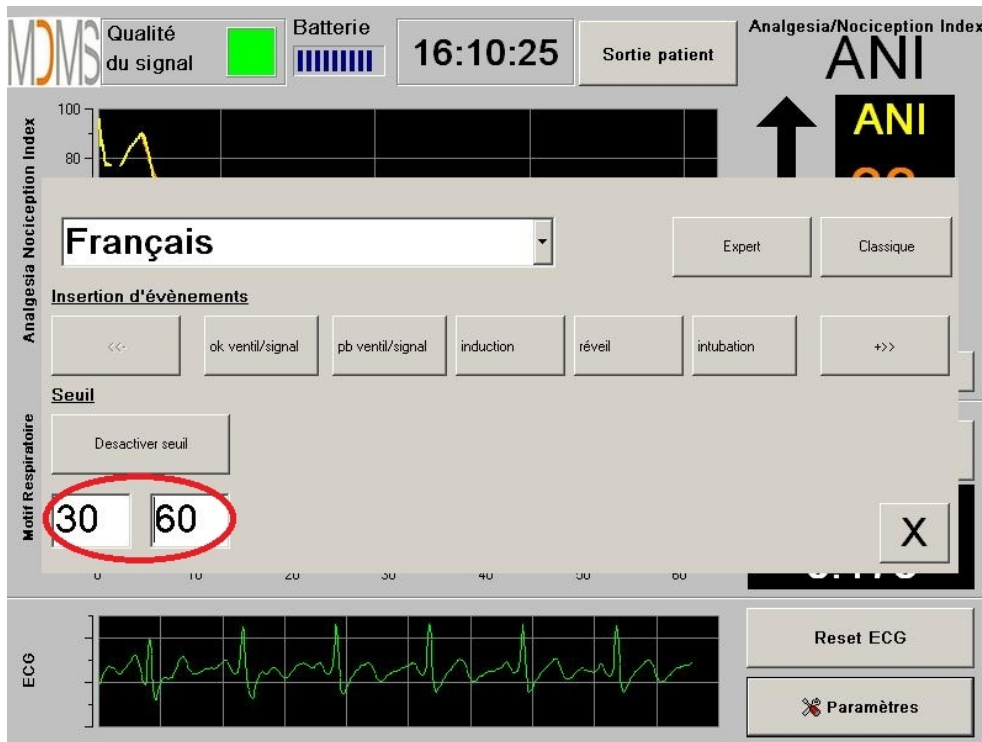 MDMS
Qualité
du signal
Batterie
16:10:25
Sortie patient
Analgesia/Nociception Index
ANI
ANI
Analgesia Nociception Index
100
80
Français
Expert
Classique
Insertion d'évènements
<<-
ok ventil/signal
pb ventil/signal
induction
réveil
intubation
+>>
Seuil
Desactiver seuil
30
60
X
Motif Respiratoire
0 10 20 30 40 50 60
ECG
Reset ECG
Paramètres